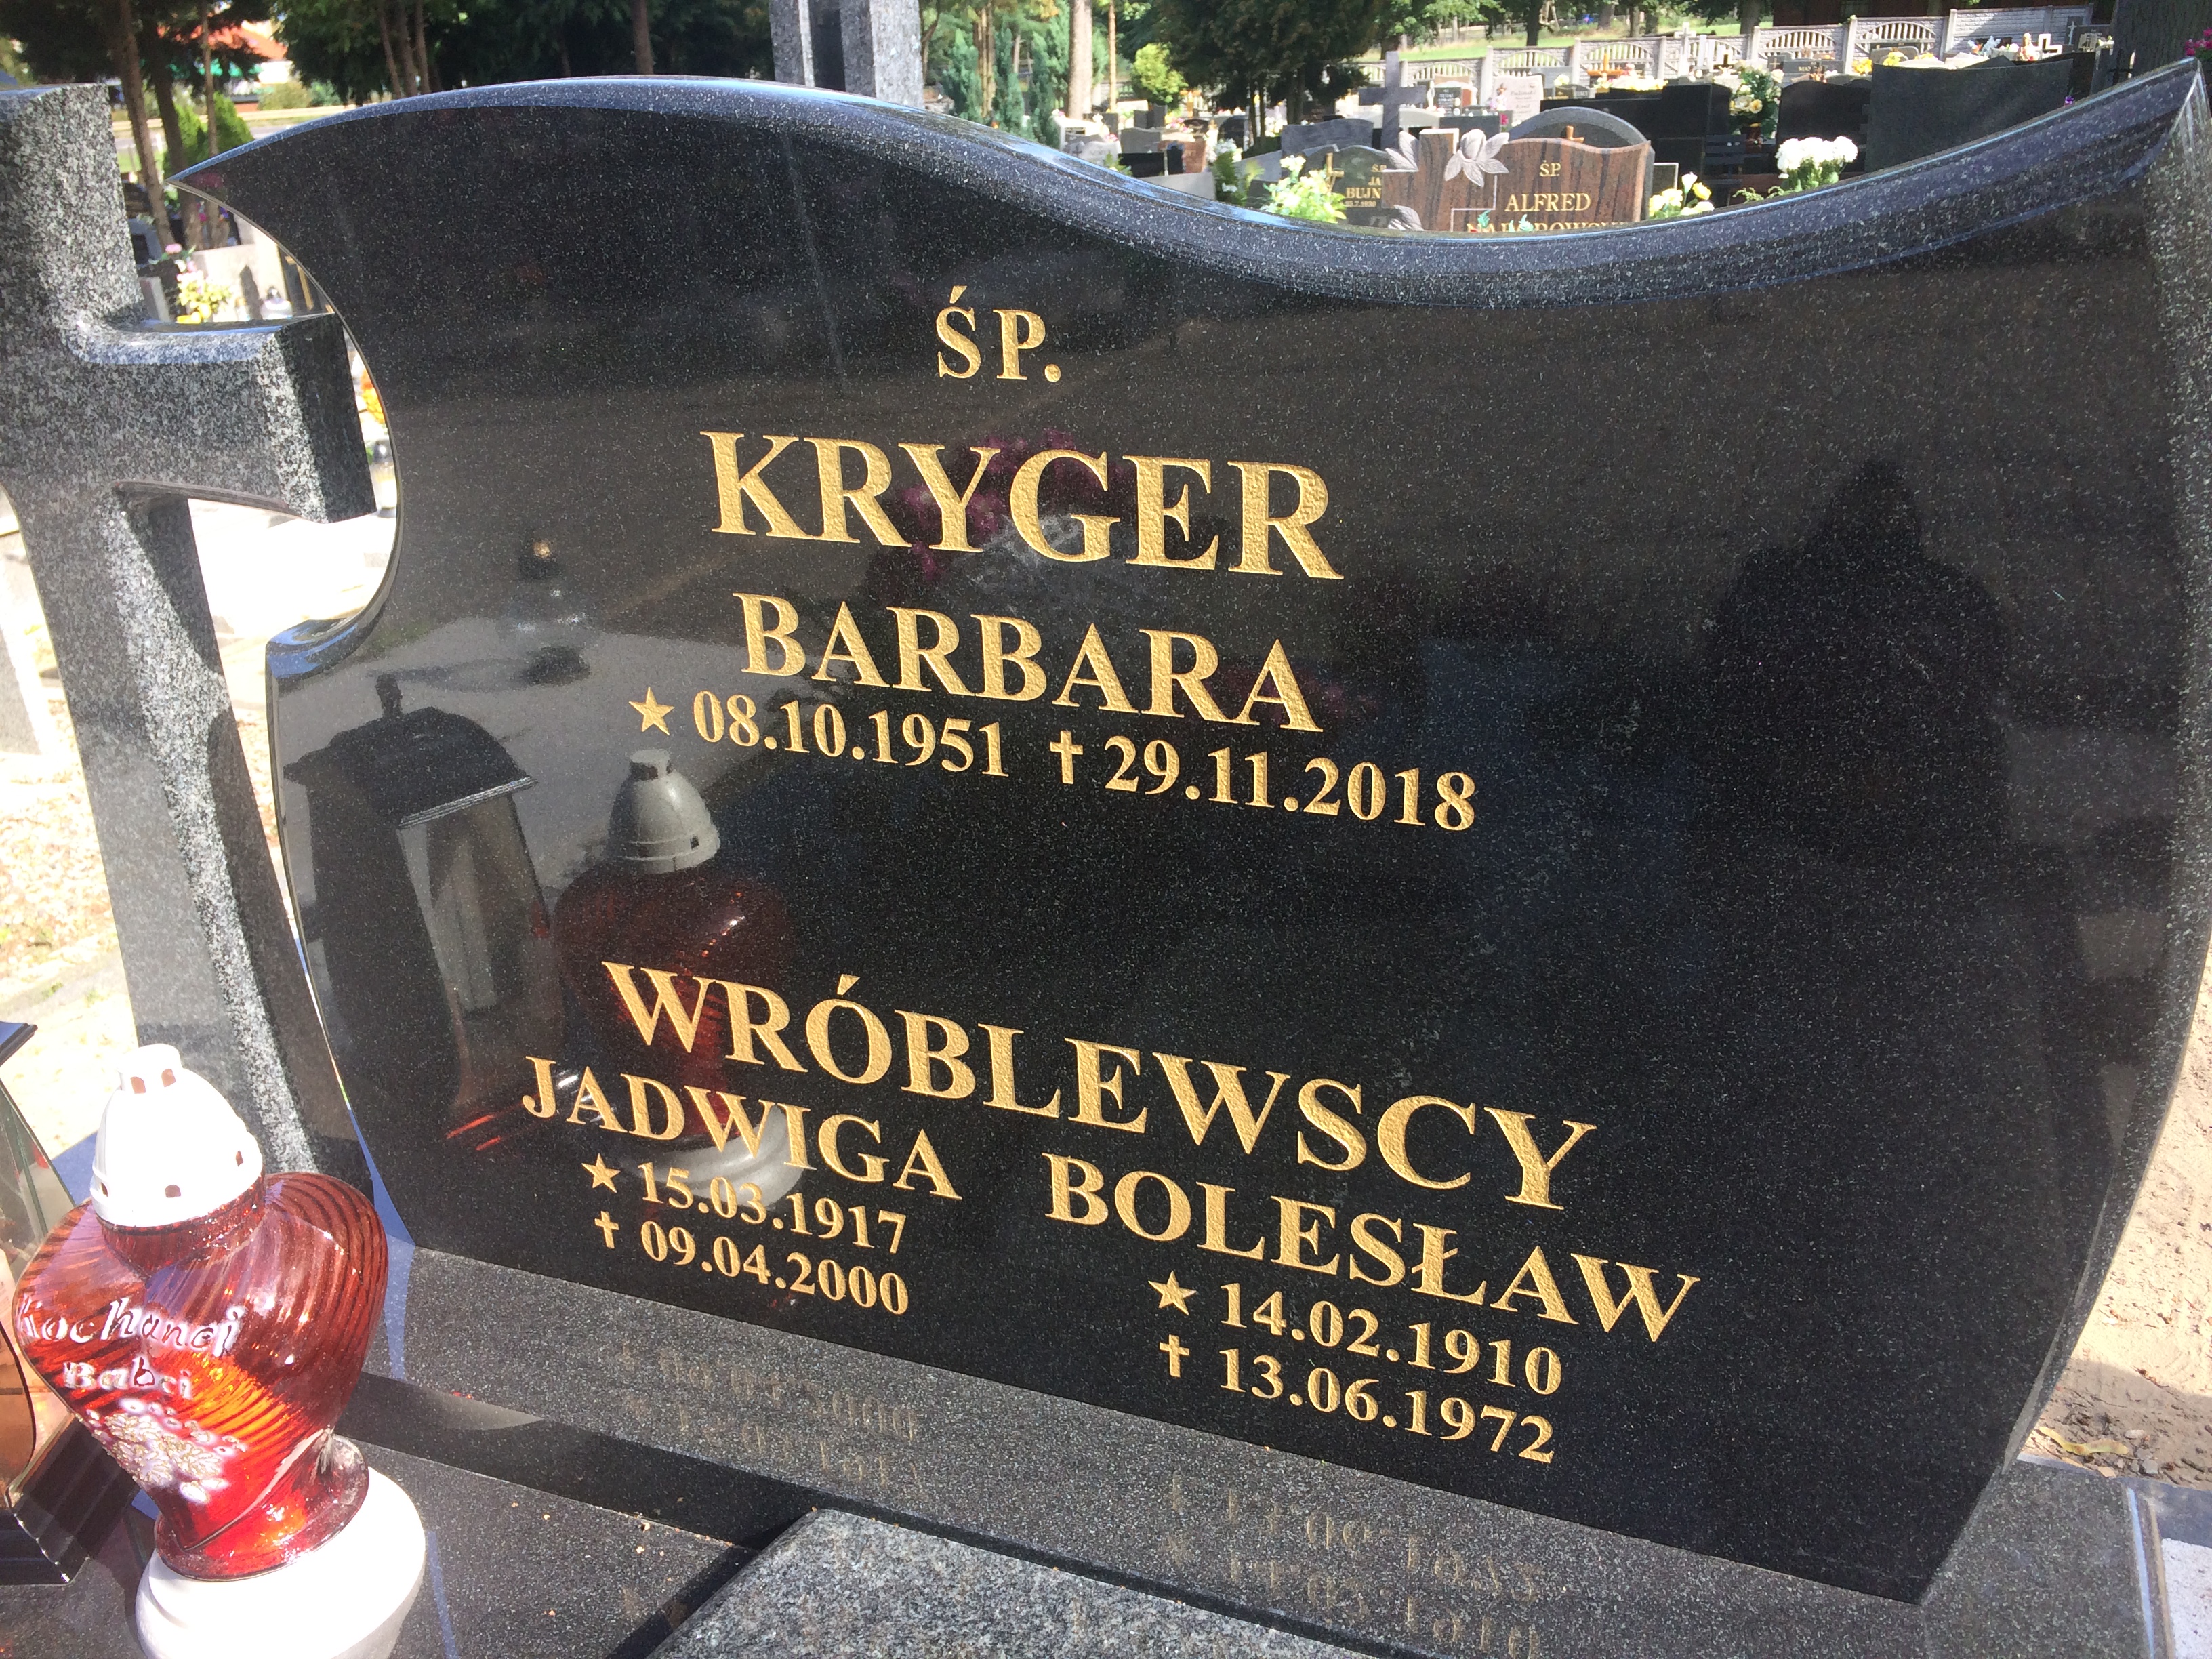 ŚP.
KRYGER
BARBARA
★ 08.10.1951 ✝ 29.11.2018
WRÓBLEWSCY
JADWIGA BOLESŁAW
★ 15.03.1917
✝ 09.04.2000
★ 14.02.1910
✝ 13.06.1972
Kochanej
Babci
ŚP.
ALFRED